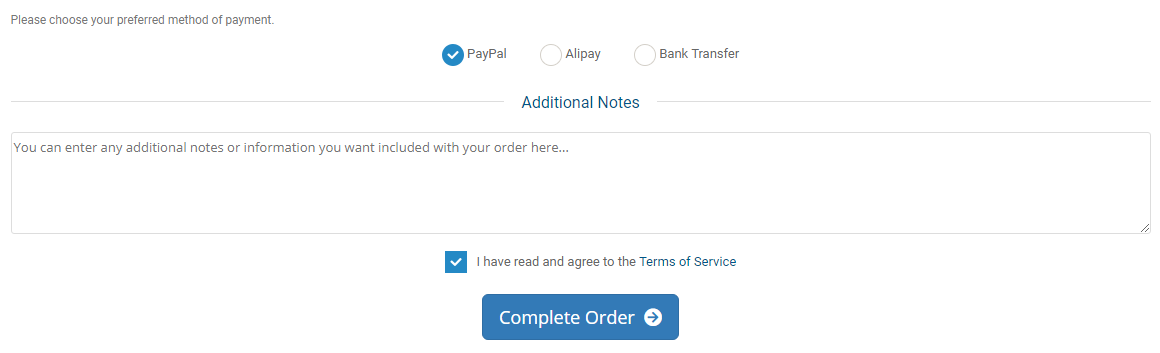 Please choose your preferred method of payment.
PayPal Alipay Bank Transfer
Additional Notes
You can enter any additional notes or information you want included with your order here...
I have read and agree to the Terms of Service
Complete Order